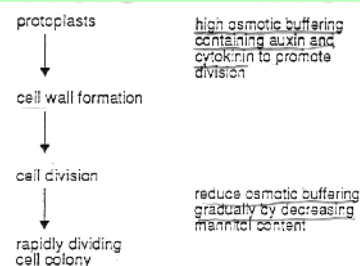 protoplasts
high osmotic buffering
containing auxin and
cytokinin to promote
division
cell wall formation
cell division
reduce osmotic buffering
gradually by decreasing
mannitol content
rapidly dividing
cell colony